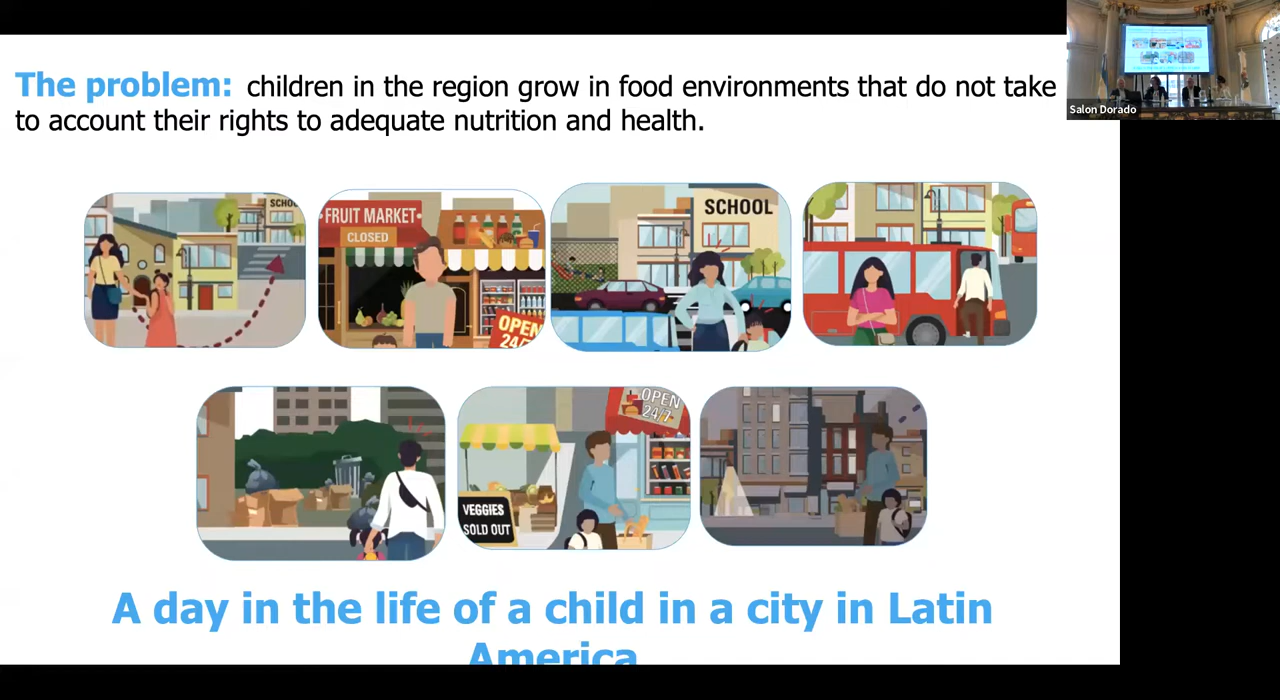 The problem: children in the region grow in food environments that do not take
to account their rights to adequate nutrition and health.
Salon Dorado
SCHOO
FRUIT MARKET
CLOSED
OPEN
24/7
SCHOOL
VEGGIES
SOLD OUT
OPEN
24/7
A day in the life of a child in a city in Latin
America